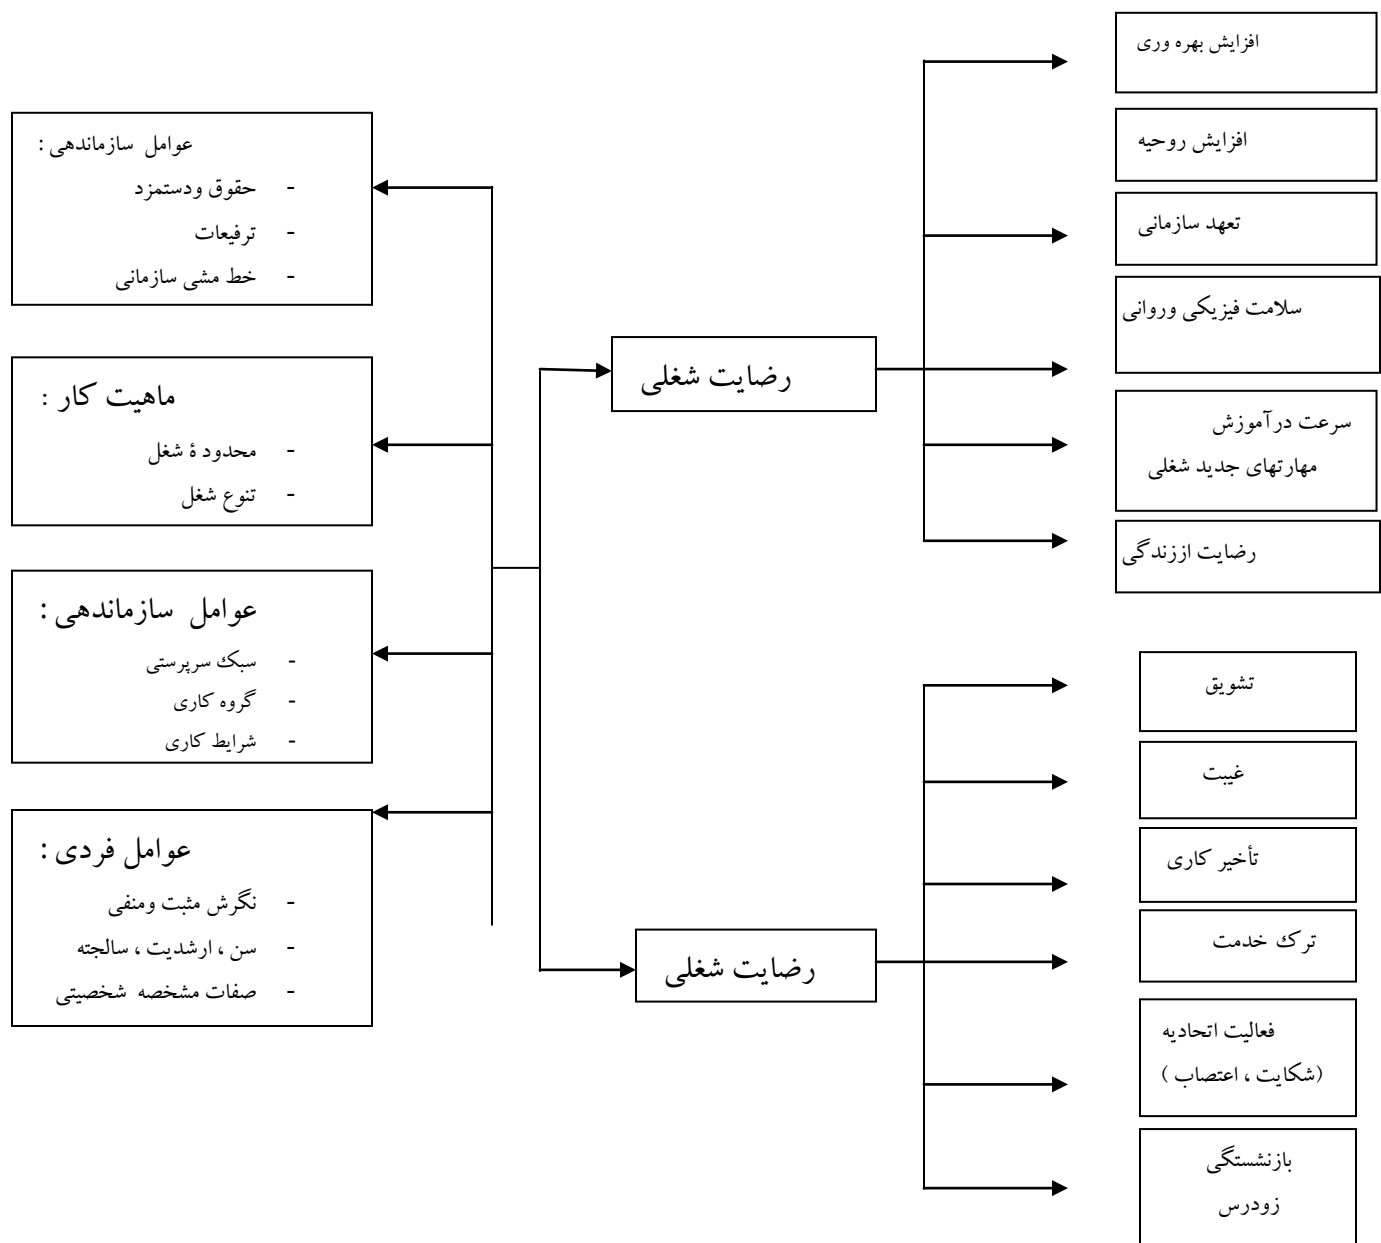 افزایش بهره وری
افزایش روحیه
تعهد سازمانی
سلامت فیزیکی وروانی
سرعت درآموزش
مهارتهای جدید شغلی
رضایت اززندگی
رضایت شغلی
عوامل سازماندهی :
- حقوق ودستمزد
- ترفیعات
- خط مشی سازمانی
ماهیت کار :
- محدود ۀ شغل
- تنوع شغل
عوامل سازماندهی :
- سبک سرپرستی
- گروه کاری
- شرایط کاری
عوامل فردی :
- نگرش مثبت ومنفی
- سن ، ارشدیت ، سالجته
- صفات مشخصه شخصیتی
تشویق
غیبت
تأخیر کاری
ترک خدمت
فعالیت اتحادیه
(شکایت ، اعتصاب )
بازنشستگی
زودرس
رضایت شغلی